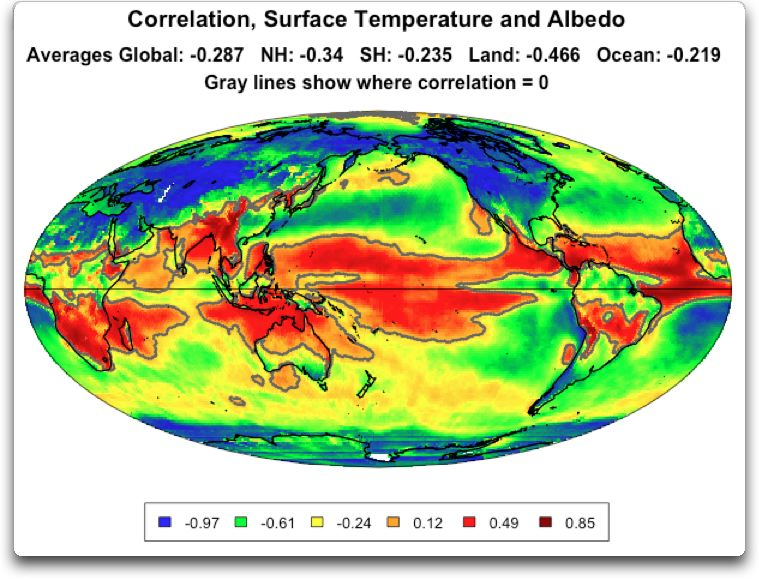 Correlation, Surface Temperature and Albedo
Averages Global: -0.287 NH: -0.34 SH: -0.235 Land: -0.466 Ocean: -0.219
Gray lines show where correlation = 0
-0.97 -0.61 -0.24 0.12 0.49 0.85